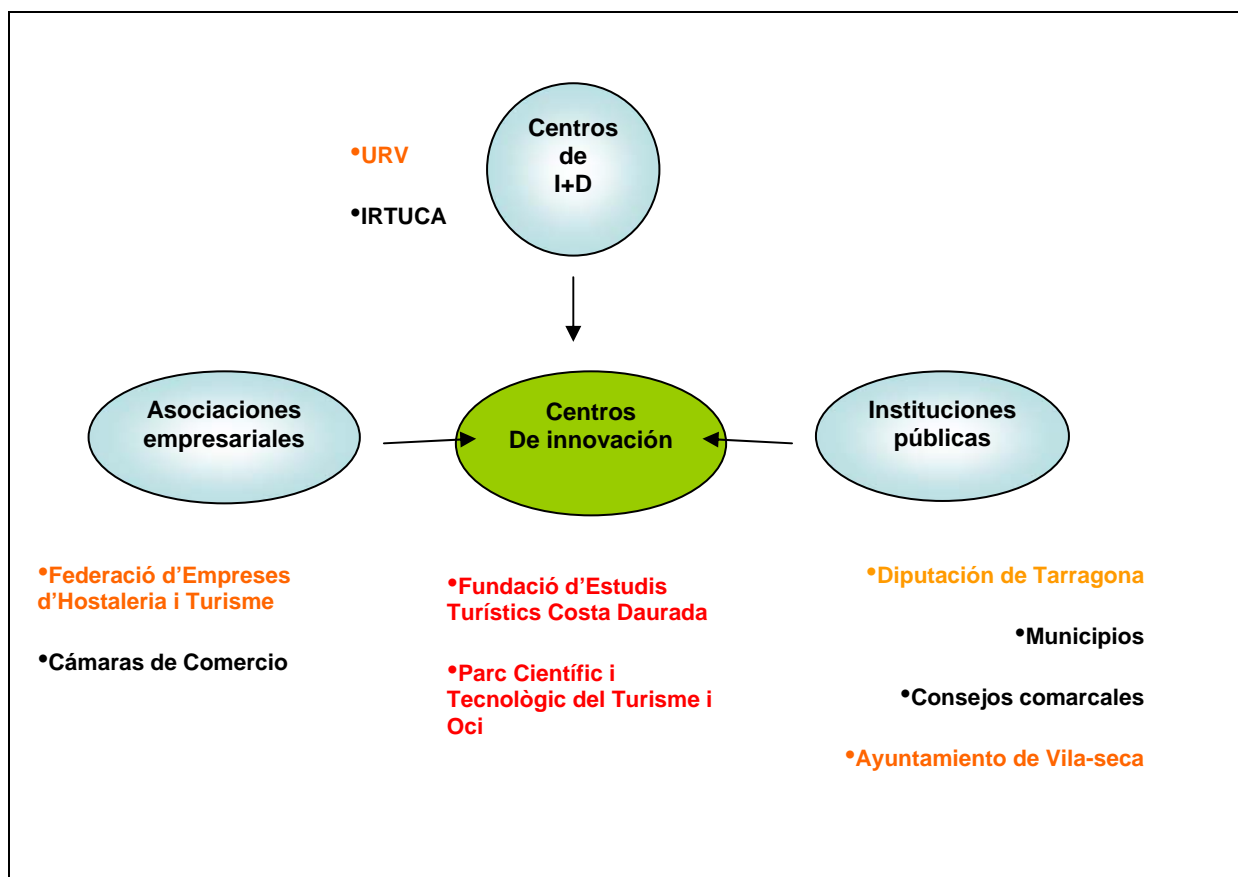 Centros
de
I+D
•URV
•IRTUCA
Asociaciones
empresariales
Centros
De innovación
Instituciones
públicas
•Federació d’Empreses
d’Hostaleria i Turisme
•Cámaras de Comercio
•Fundació d’Estudis
Turístics Costa Daurada
•Parc Científic i
Tecnològic del Turisme i
Oci
•Diputación de Tarragona
•Municipios
•Consejos comarcales
•Ayuntamiento de Vila-seca